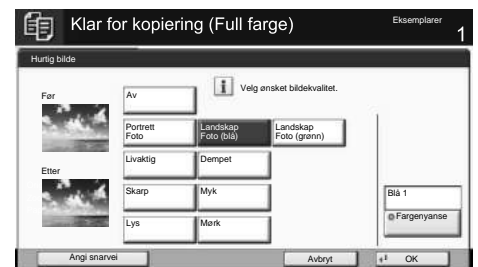 Klar for kopiering (Full farge)
Eksemplarer
1
Hurtig bilde
Før
Av
Velg ønsket bildekvalitet.
Portrett
Foto
Landskap
Foto (blå)
Landskap
Foto (grønn)
Etter
Livaktig
Dempet
Skarp
Myk
Blå 1
Fargenyanse
Lys
Mørk
Angi snarvei
Avbryt
OK